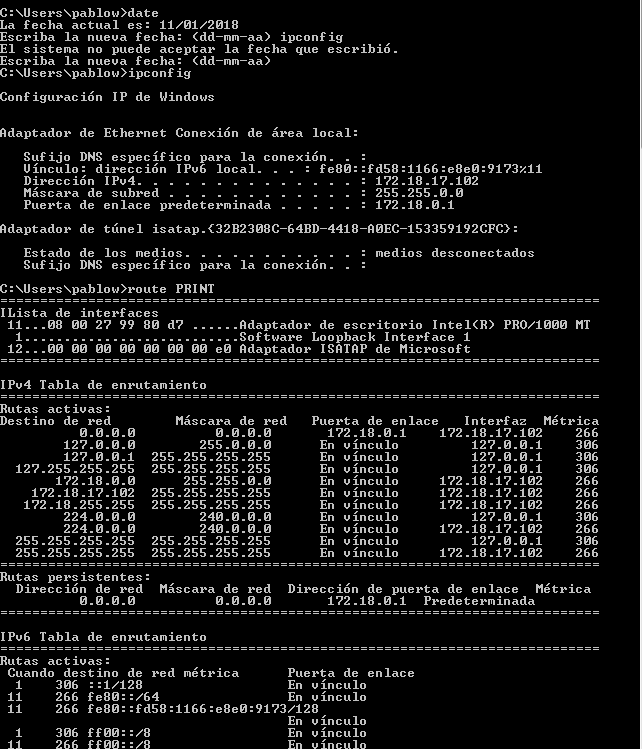 C:\Users\pablow>date
La fecha actual es: 11/01/2018
Escriba la nueva fecha: (dd-mm-aa) ipconfig
El sistema no puede aceptar la fecha que escribió.
Escriba la nueva fecha: (dd-mm-aa)
C:\Users\pablow>ipconfig
Configuración IP de Windows
Adaptador de Ethernet Conexión de área local:
Sufijo DNS específico para la conexión. . :
Vínculo: dirección IPv6 local. . . : fe80::fd58:1166:e8e0:9173%11
Dirección IPv4. . . . . . . . . . . . . . : 172.18.17.102
Máscara de subred . . . . . . . . . . . . : 255.255.0.0
Puerta de enlace predeterminada . . . . . : 172.18.0.1
Adaptador de túnel isatap.{32B2308C-64BD-4418-A0EC-153359192CFC}:
Estado de los medios. . . . . . . . . . . : medios desconectados
Sufijo DNS específico para la conexión. . :
C:\Users\pablow>route PRINT
===========================================================================
ILista de interfaces
11...08 00 27 99 80 d7 ......Adaptador de escritorio Intel(R) PRO/1000 MT
1...........................Software Loopback Interface 1
12...00 00 00 00 00 00 00 e0 Adaptador ISATAP de Microsoft
===========================================================================
IPv4 Tabla de enrutamiento
===========================================================================
Rutas activas:
Destino de red Máscara de red Puerta de enlace Interfaz Métrica
0.0.0.0 0.0.0.0 172.18.0.1 172.18.17.102 266
127.0.0.0 255.0.0.0 En vínculo 127.0.0.1 306
127.0.0.1 255.255.255.255 En vínculo 127.0.0.1 306
127.255.255.255 255.255.255.255 En vínculo 127.0.0.1 306
172.18.0.0 255.255.0.0 En vínculo 172.18.17.102 266
172.18.17.102 255.255.255.255 En vínculo 172.18.17.102 266
172.18.255.255 255.255.255.255 En vínculo 172.18.17.102 266
224.0.0.0 240.0.0.0 En vínculo 127.0.0.1 306
224.0.0.0 240.0.0.0 En vínculo 172.18.17.102 266
255.255.255.255 255.255.255.255 En vínculo 127.0.0.1 306
255.255.255.255 255.255.255.255 En vínculo 172.18.17.102 266
===========================================================================
Rutas persistentes:
Dirección de red Máscara de red Dirección de puerta de enlace Métrica
0.0.0.0 0.0.0.0 172.18.0.1 Predeterminada
===========================================================================
IPv6 Tabla de enrutamiento
===========================================================================
Rutas activas:
Cuando destino de red métrica Puerta de enlace
1 306 ::1/128 En vínculo
11 266 fe80::/64 En vínculo
11 266 fe80::fd58:1166:e8e0:9173/128
En vínculo
1 306 ff00::/8 En vínculo
11 266 ff00::/8 En vínculo